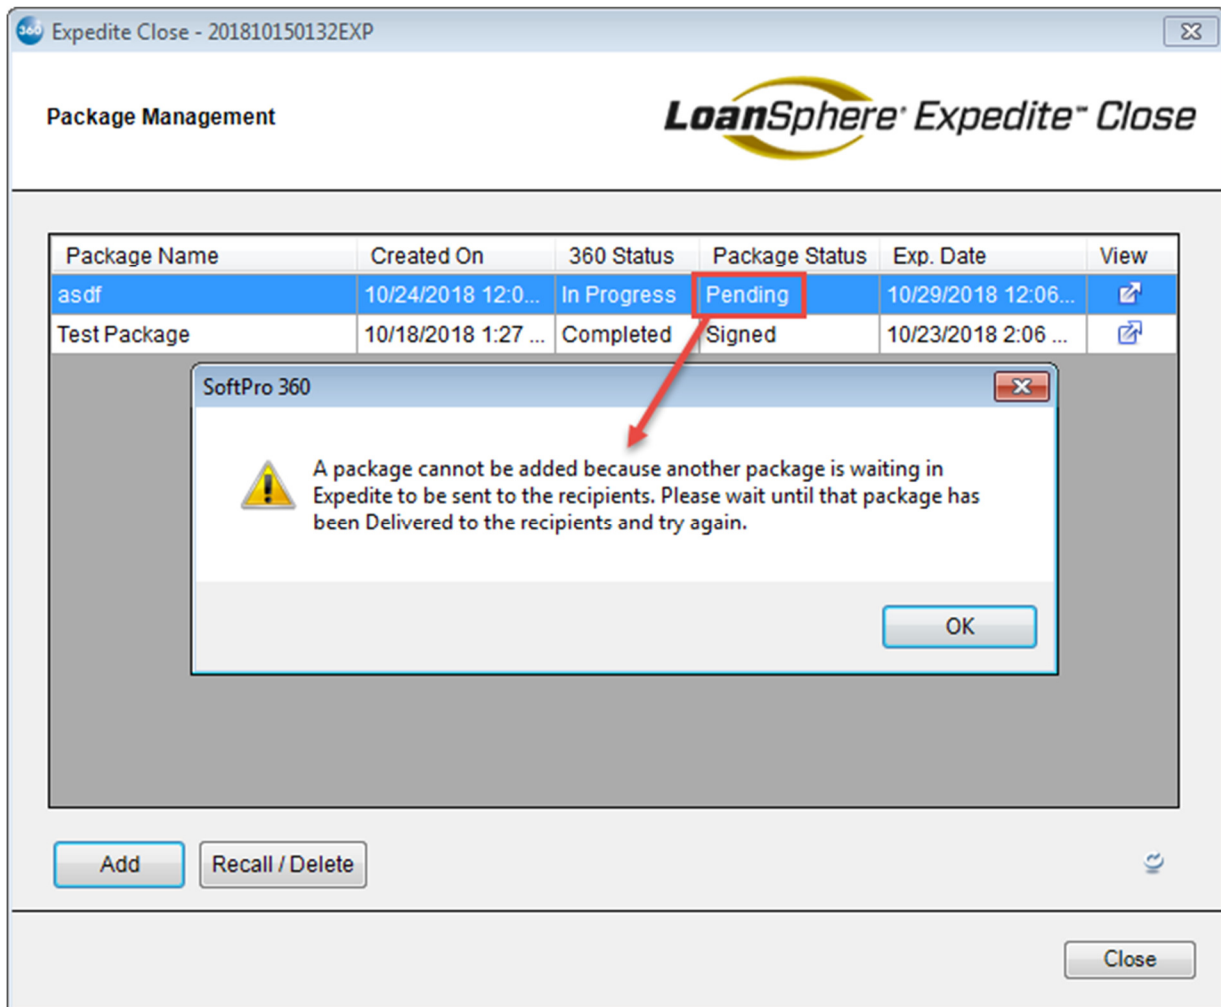 360 Expedite Close - 201810150132EXP
Package Management
LoanSphere® Expedite™ Close
Package Name Created On 360 Status Package Status Exp. Date View
asdf 10/24/2018 12:0... In Progress Pending 10/29/2018 12:06...
Test Package 10/18/2018 1:27 ... Completed Signed 10/23/2018 2:06 ...
SoftPro 360
A package cannot be added because another package is waiting in
Expedite to be sent to the recipients. Please wait until that package has
been Delivered to the recipients and try again.
OK
Add Recall / Delete
Close